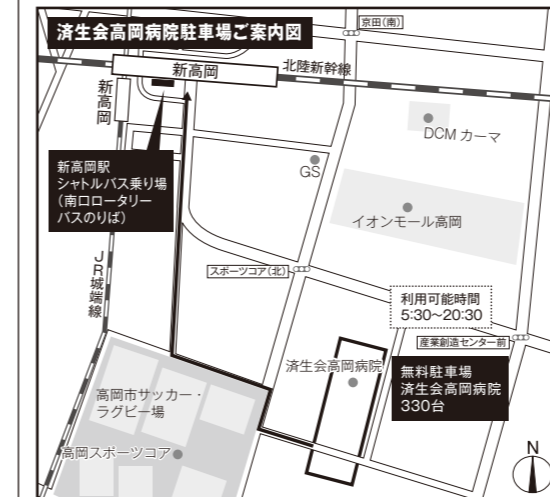 済生会高岡病院駐車場ご案内図
京田(南)
新高岡
北陸新幹線
新高岡
DCM カーマ
GS
新高岡駅
シャトルバス乗り場
(南口ロータリー
バスのりば)
イオンモール高岡
JR城端線
スポーツコア(北)
利用可能時間
5:30~20:30
産業創造センター前
済生会高岡病院
無料駐車場
済生会高岡病院
330台
高岡市サッカー・
ラグビー場
高岡スポーツコア
N